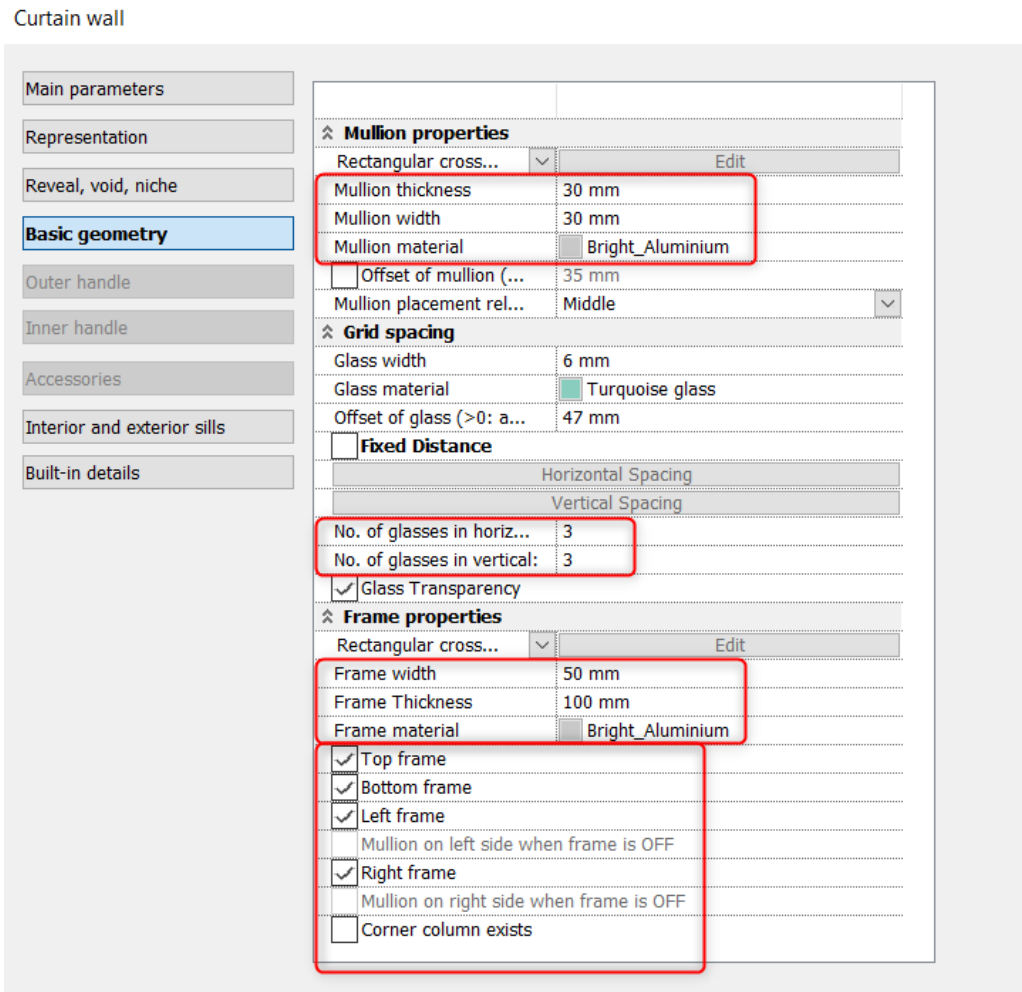 Curtain wall
Main parameters
Representation
Reveal, void, niche
Basic geometry
Outer handle
Inner handle
Accessories
Interior and exterior sills
Built-in details
Mullion properties
Rectangular cross... Edit
Mullion thickness 30 mm
Mullion width 30 mm
Mullion material Bright_Aluminium
Offset of mullion (... 35 mm
Mullion placement rel... Middle
Grid spacing
Glass width 6 mm
Glass material Turquoise glass
Offset of glass (>0: a... 47 mm
Fixed Distance
Horizontal Spacing
Vertical Spacing
No. of glasses in horiz... 3
No. of glasses in vertical: 3
Glass Transparency
Frame properties
Rectangular cross... Edit
Frame width 50 mm
Frame Thickness 100 mm
Frame material Bright_Aluminium
Top frame
Bottom frame
Left frame
Mullion on left side when frame is OFF
Right frame
Mullion on right side when frame is OFF
Corner column exists